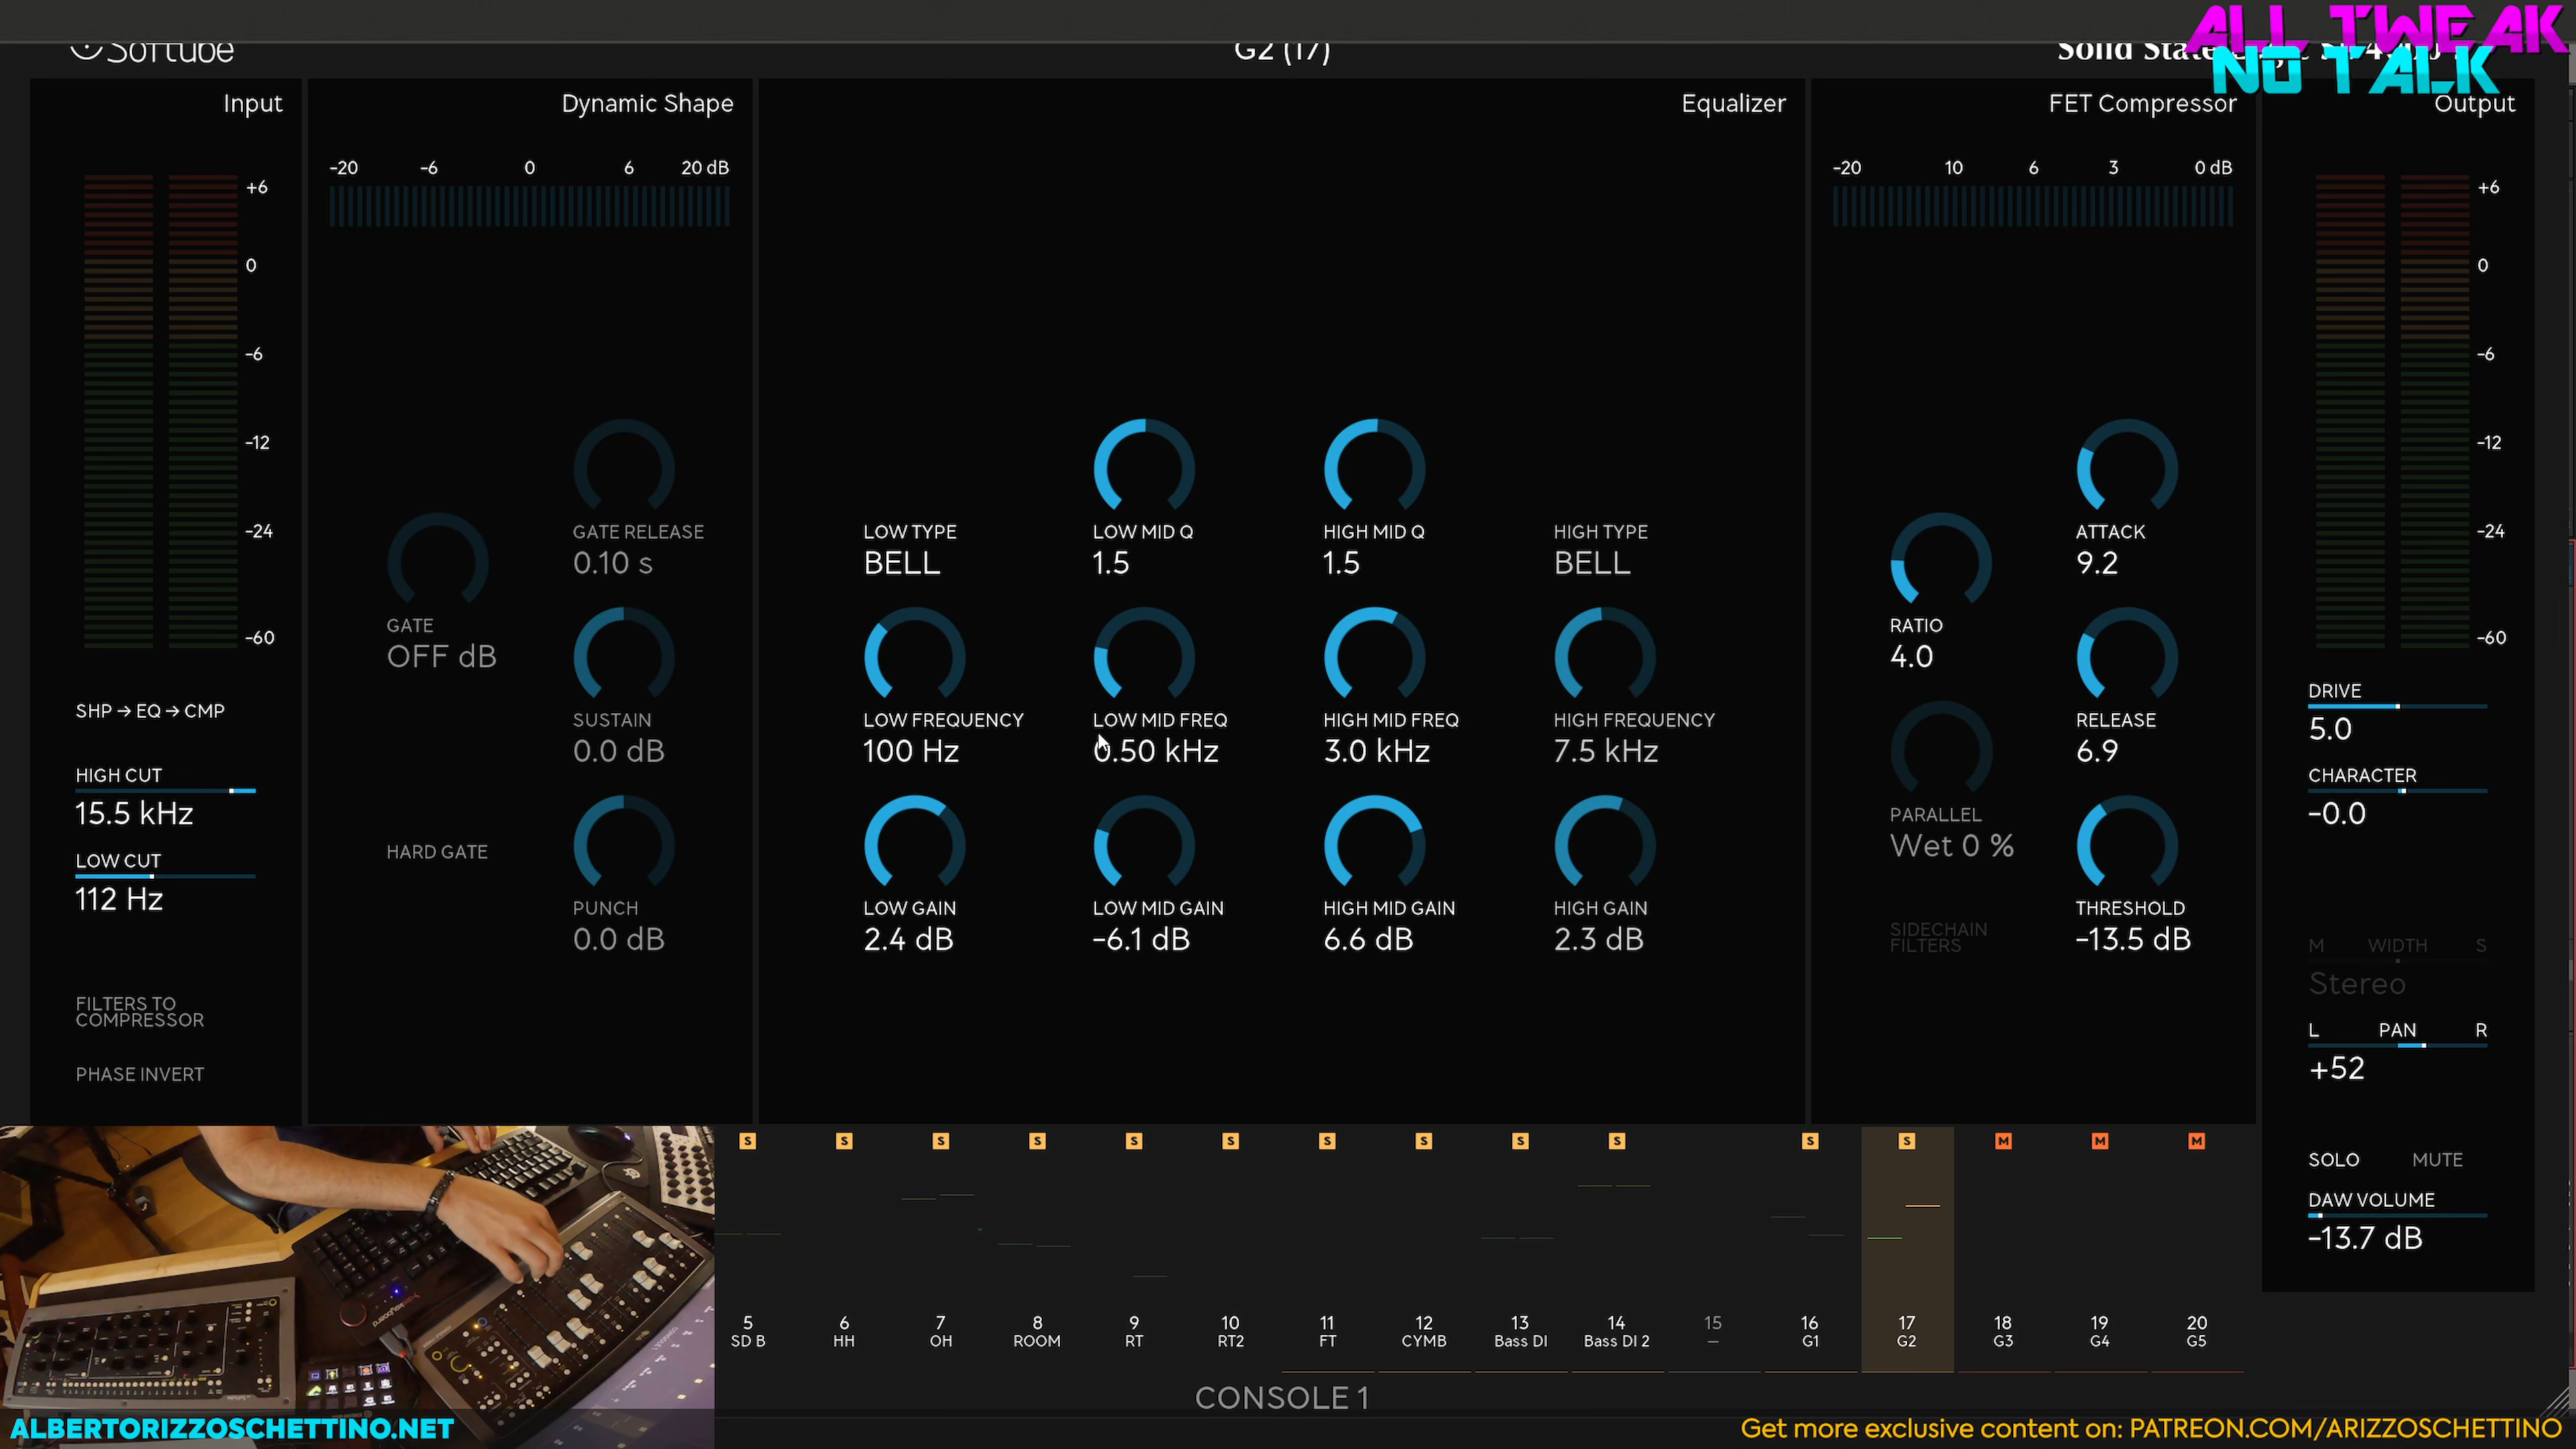 Softube
G2 (17)
Solid State
ALL TWEAK
NO TALK
Input
Dynamic Shape
Equalizer
FET Compressor
Output
-20 -6 0 6 20 dB
-20 10 6 3 0 dB
+6
0
-6
-12
-24
-60
+6
0
-6
-12
-24
-60
SHP → EQ → CMP
HIGH CUT
15.5 kHz
LOW CUT
112 Hz
FILTERS TO
COMPRESSOR
PHASE INVERT
GATE
OFF dB
HARD GATE
GATE RELEASE
0.10 s
SUSTAIN
0.0 dB
PUNCH
0.0 dB
LOW TYPE
BELL
LOW FREQUENCY
100 Hz
LOW GAIN
2.4 dB
LOW MID Q
1.5
LOW MID FREQ
0.50 kHz
LOW MID GAIN
-6.1 dB
HIGH MID Q
1.5
HIGH MID FREQ
3.0 kHz
HIGH MID GAIN
6.6 dB
HIGH TYPE
BELL
HIGH FREQUENCY
7.5 kHz
HIGH GAIN
2.3 dB
RATIO
4.0
PARALLEL
Wet 0 %
SIDECHAIN
FILTERS
ATTACK
9.2
RELEASE
6.9
THRESHOLD
-13.5 dB
DRIVE
5.0
CHARACTER
-0.0
M WIDTH S
Stereo
L PAN R
+52
SOLO MUTE
DAW VOLUME
-13.7 dB
S S S S S S S S S S S S M M M
5 6 7 8 9 10 11 12 13 14 15 16 17 18 19 20
SD B HH OH ROOM RT RT2 FT CYMB Bass DI Bass DI 2 — G1 G2 G3 G4 G5
CONSOLE 1
ALBERTORIZZOSCHETTINO.NET
Get more exclusive content on: PATREON.COM/ARIZZOSCHETTINO